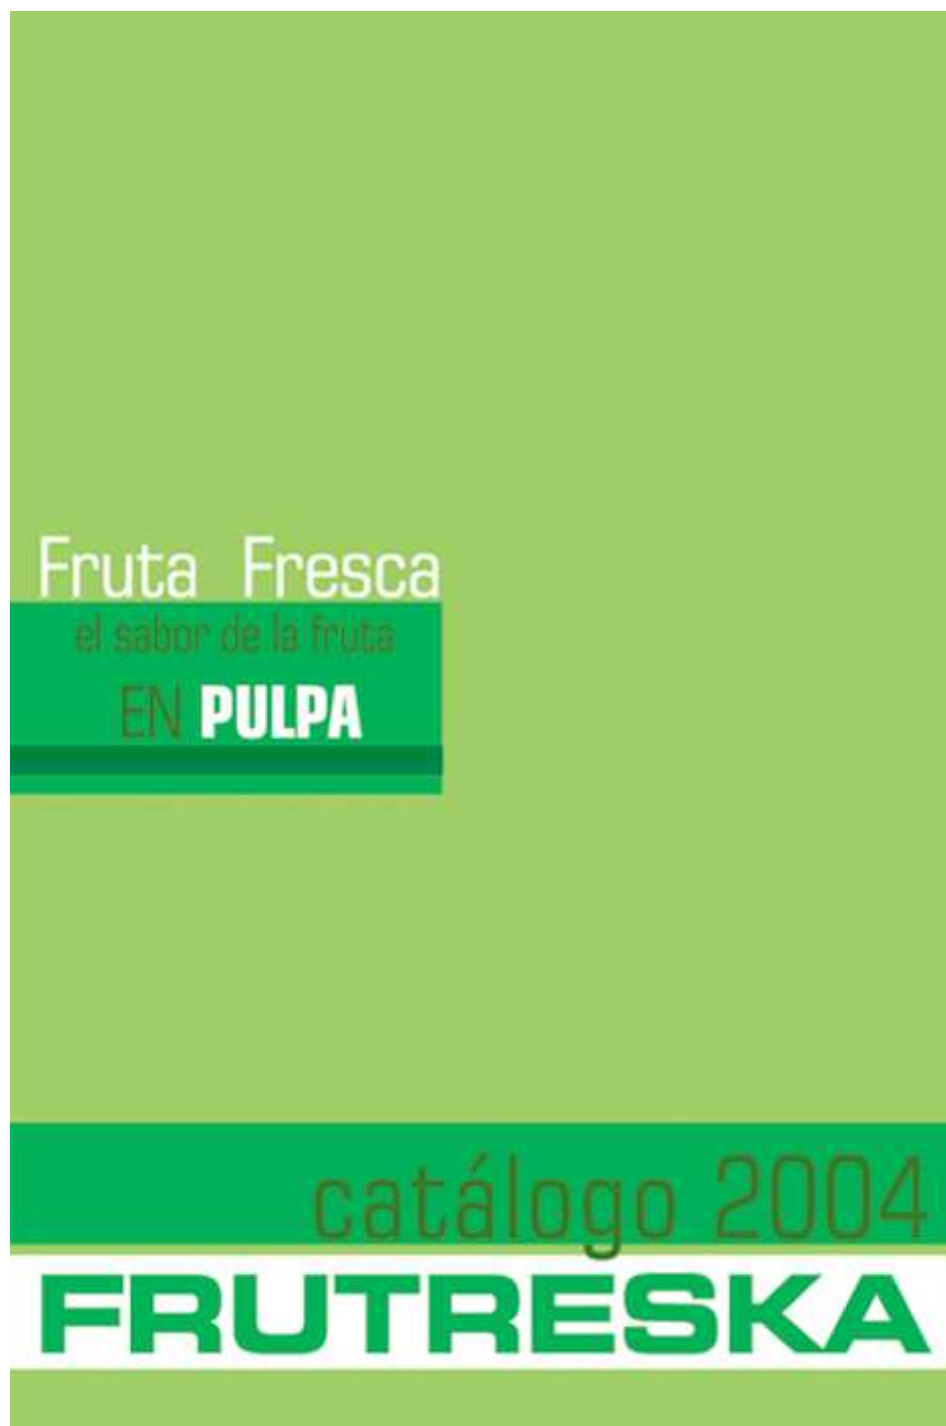 Fruta Fresca
el sabor de la fruta
EN PULPA
catálogo 2004
FRUTRESKA